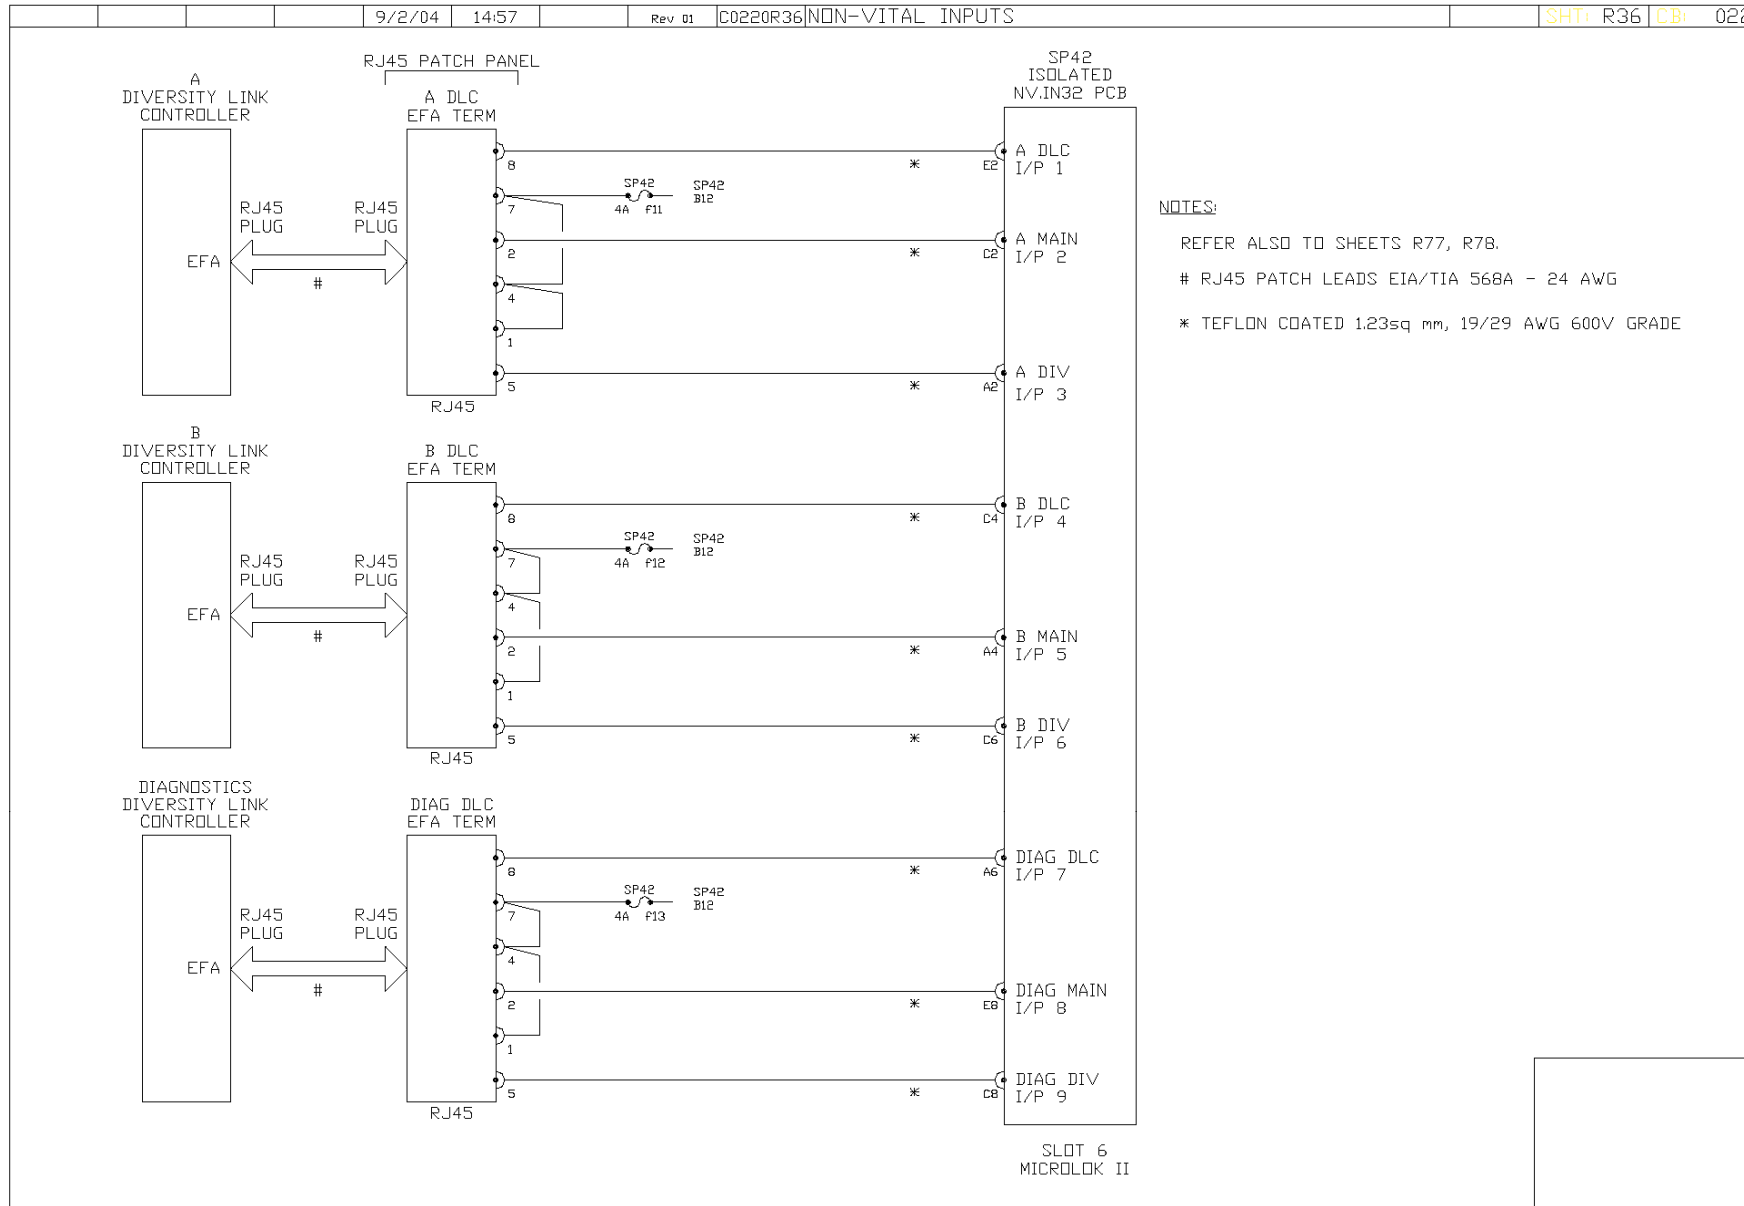 9/2/04 14:57 Rev 01 C0220R36 NON-VITAL INPUTS SHT: R36 CB: 022
RJ45 PATCH PANEL
A
DIVERSITY LINK
CONTROLLER
A DLC
EFA TERM
SP42
ISOLATED
NV.IN32 PCB
8
E2
A DLC
I/P 1
7
SP42
4A f11
SP42
B12
RJ45
PLUG
RJ45
PLUG
EFA
#
2
*
*
C2
A MAIN
I/P 2
4
1
5
*
A2
A DIV
I/P 3
RJ45
NOTES:
REFER ALSO TO SHEETS R77, R78.
# RJ45 PATCH LEADS EIA/TIA 568A - 24 AWG
* TEFLON COATED 1.23sq mm, 19/29 AWG 600V GRADE
B
DIVERSITY LINK
CONTROLLER
B DLC
EFA TERM
8
*
C4
B DLC
I/P 4
7
SP42
4A f12
SP42
B12
RJ45
PLUG
RJ45
PLUG
EFA
#
4
2
*
A4
B MAIN
I/P 5
1
5
*
C6
B DIV
I/P 6
RJ45
DIAGNOSTICS
DIVERSITY LINK
CONTROLLER
DIAG DLC
EFA TERM
8
*
A6
DIAG DLC
I/P 7
7
SP42
4A f13
SP42
B12
RJ45
PLUG
RJ45
PLUG
EFA
#
4
2
*
E8
DIAG MAIN
I/P 8
1
5
*
C8
DIAG DIV
I/P 9
RJ45
SLOT 6
MICROLOK II